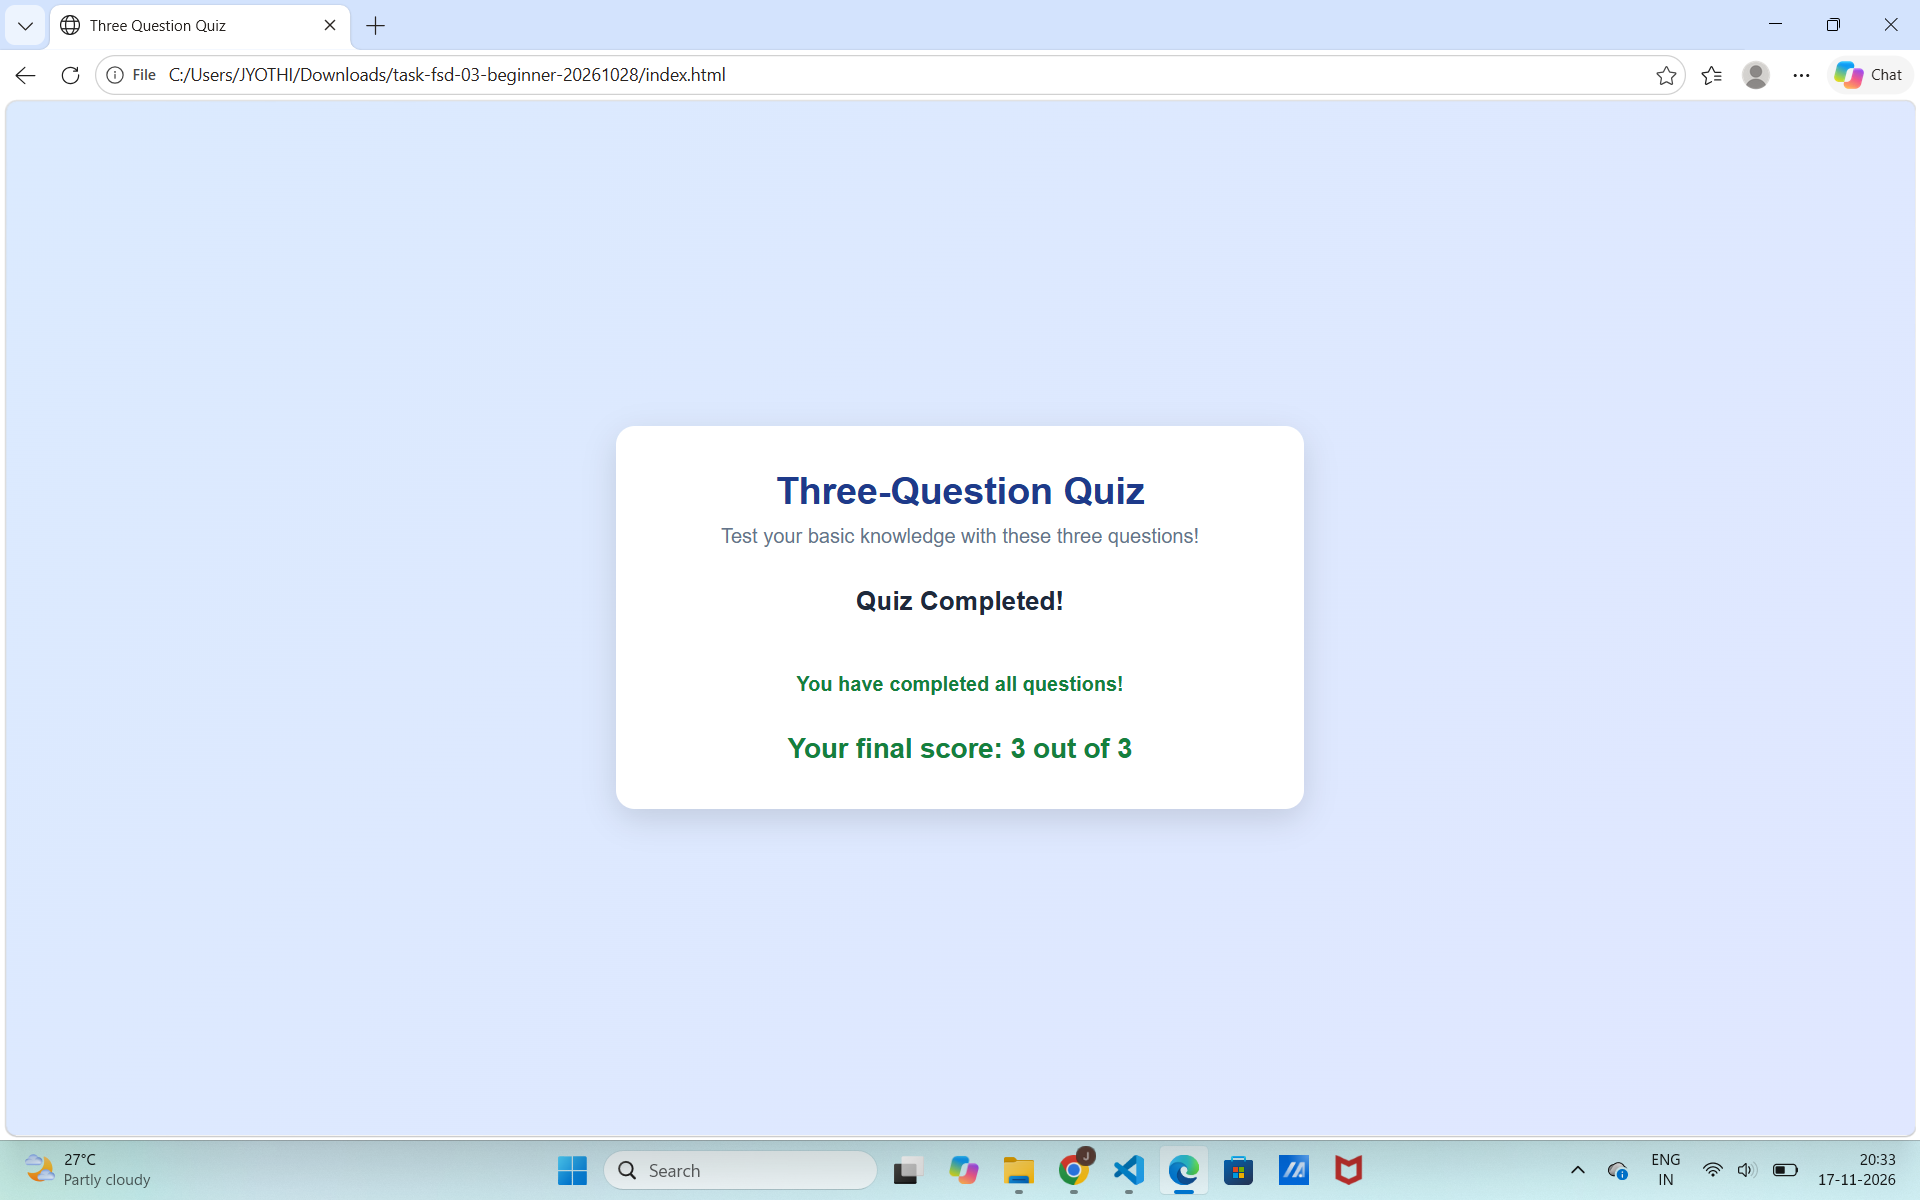 Three Question Quiz
File
C:/Users/JYOTHI/Downloads/task-fsd-03-beginner-20261028/index.html
Chat
Three-Question Quiz
Test your basic knowledge with these three questions!
Quiz Completed!
You have completed all questions!
Your final score: 3 out of 3
27°C
Partly cloudy
Search
J
ENG
IN
20:33
17-11-2026